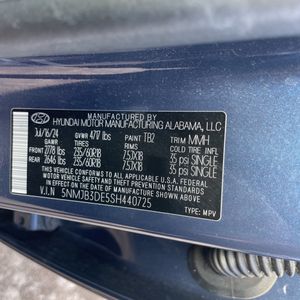 MANUFACTURED BY
HYUNDAI MOTOR MANUFACTURING ALABAMA, LLC
Jul/16/24 GVWR 4717 lbs PAINT TB2 TRIM MMH
GAWR TIRES RIMS COLD TIRE INFL
FRONT 2778 lbs 235/60R18 7.5JX18 35 psi SINGLE
REAR 2646 lbs 235/60R18 7.5JX18 35 psi SINGLE
THIS VEHICLE CONFORMS TO ALL APPLICABLE FEDERAL
MOTOR VEHICLE SAFETY AND THEFT PREVENTION STANDARDS
IN EFFECT ON THE DATE OF MANUFACTURE SHOWN ABOVE.
V.I.N 5NMJB3DE5SH440725
TYPE: MPV